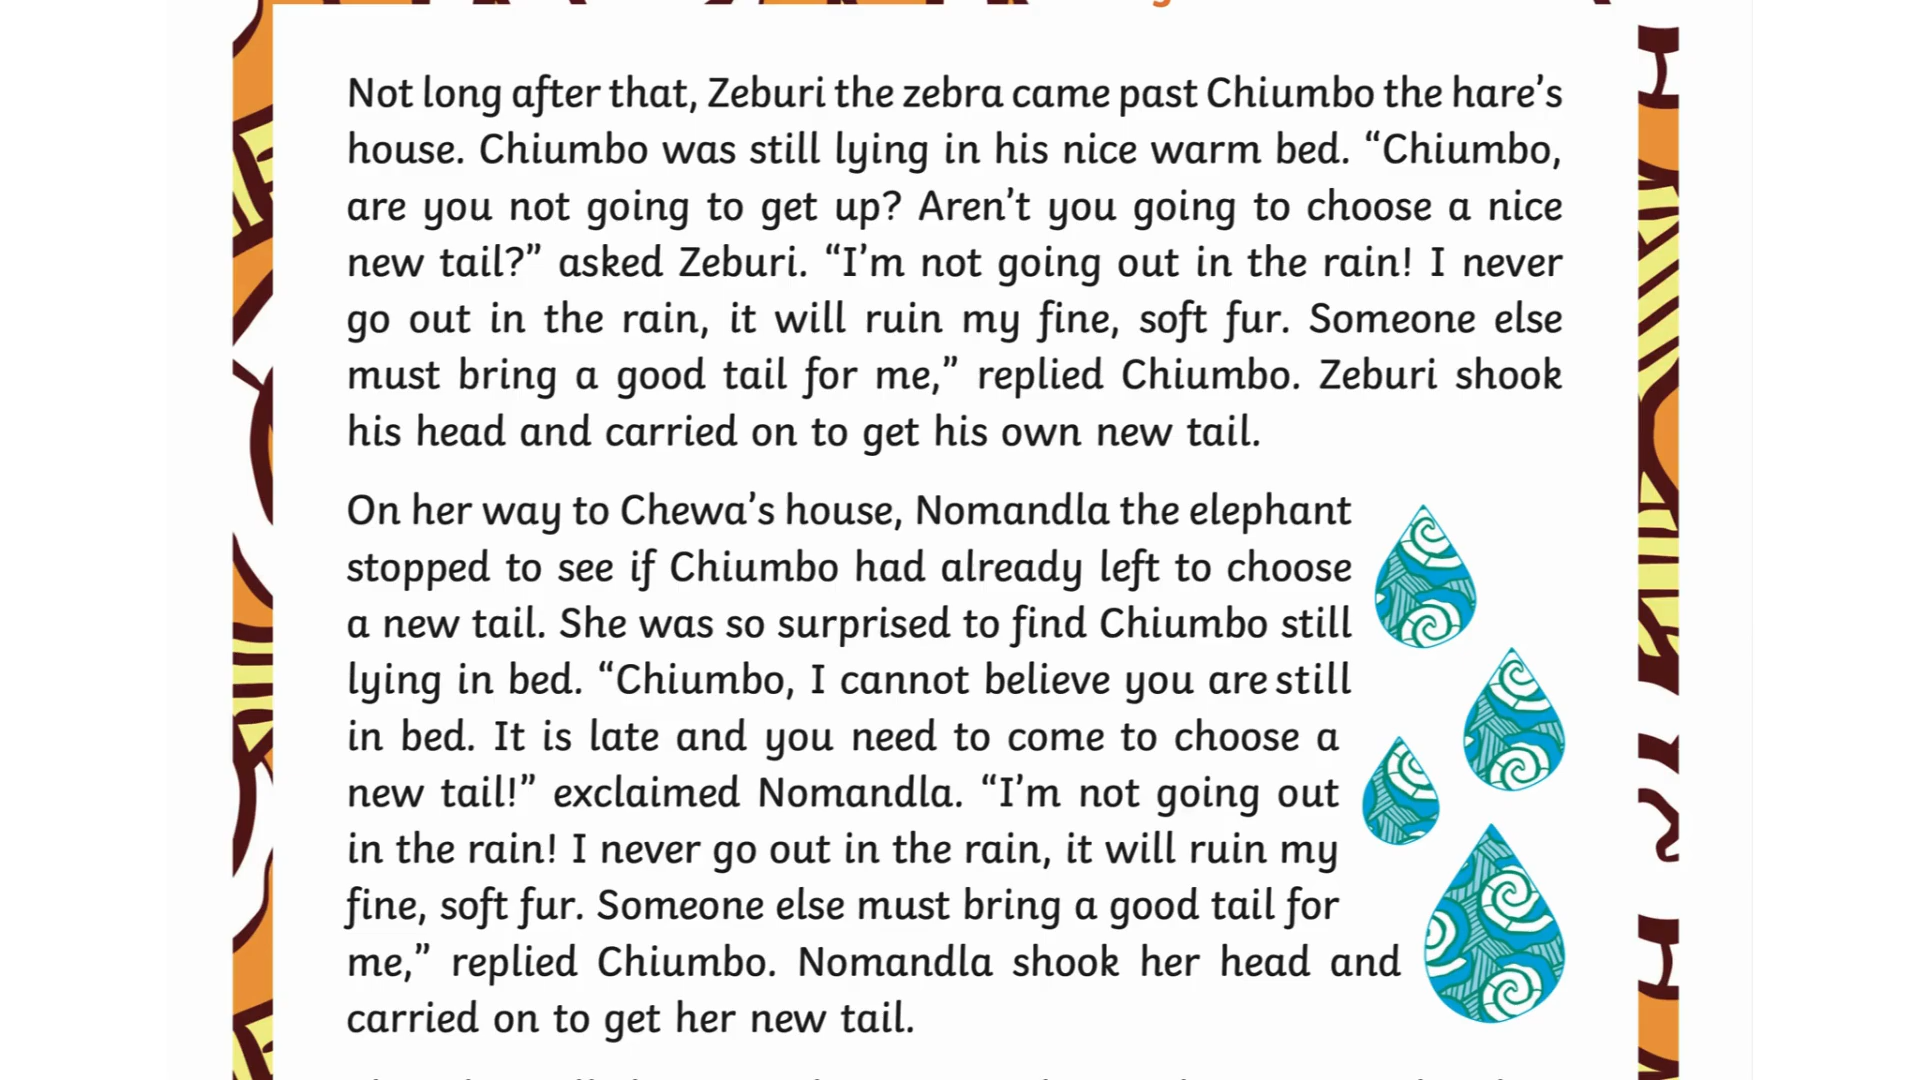 Not long after that, Zeburi the zebra came past Chiumbo the hare’s
house. Chiumbo was still lying in his nice warm bed. “Chiumbo,
are you not going to get up? Aren’t you going to choose a nice
new tail?” asked Zeburi. “I’m not going out in the rain! I never
go out in the rain, it will ruin my fine, soft fur. Someone else
must bring a good tail for me,” replied Chiumbo. Zeburi shook
his head and carried on to get his own new tail.
On her way to Chewa’s house, Nomandla the elephant
stopped to see if Chiumbo had already left to choose
a new tail. She was so surprised to find Chiumbo still
lying in bed. “Chiumbo, I cannot believe you are still
in bed. It is late and you need to come to choose a
new tail!” exclaimed Nomandla. “I’m not going out
in the rain! I never go out in the rain, it will ruin my
fine, soft fur. Someone else must bring a good tail for
me,” replied Chiumbo. Nomandla shook her head and
carried on to get her new tail.